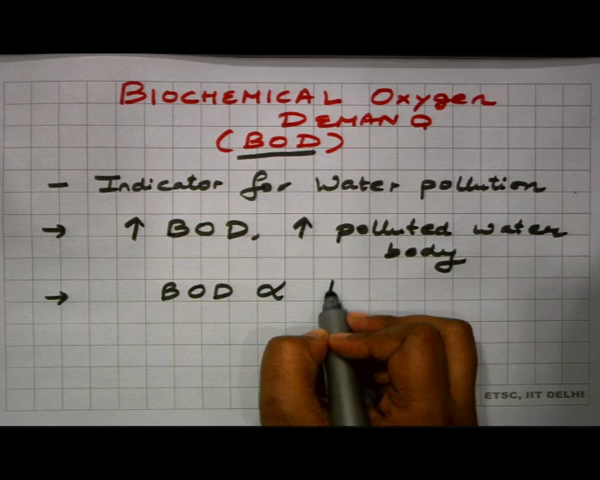 BIOCHEMICAL Oxygen
DEMAND
(BOD)
- Indicator for Water pollution
→ ↑ BOD, ↑ polluted water
body
→ BOD ∝
ETSC, IIT DELHI